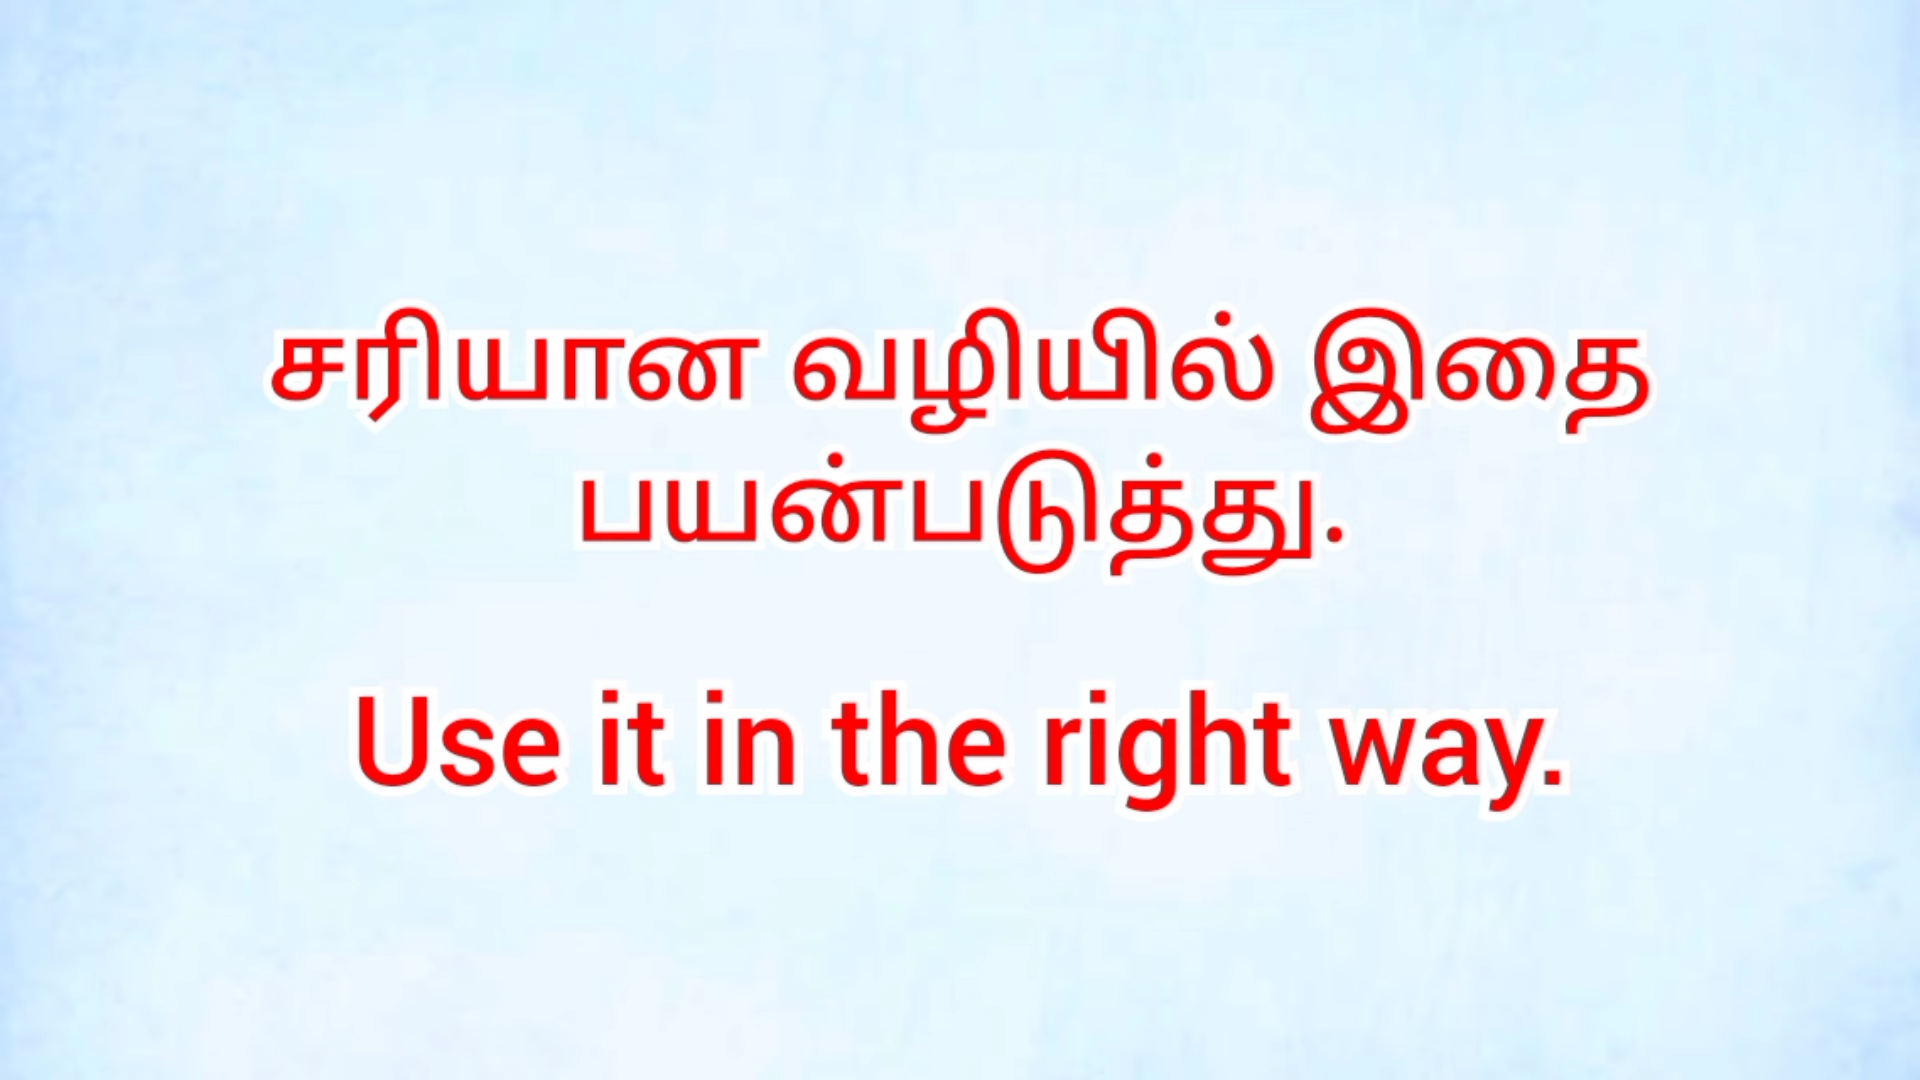 சரியான வழியில் இதை
பயன்படுத்து.
Use it in the right way.